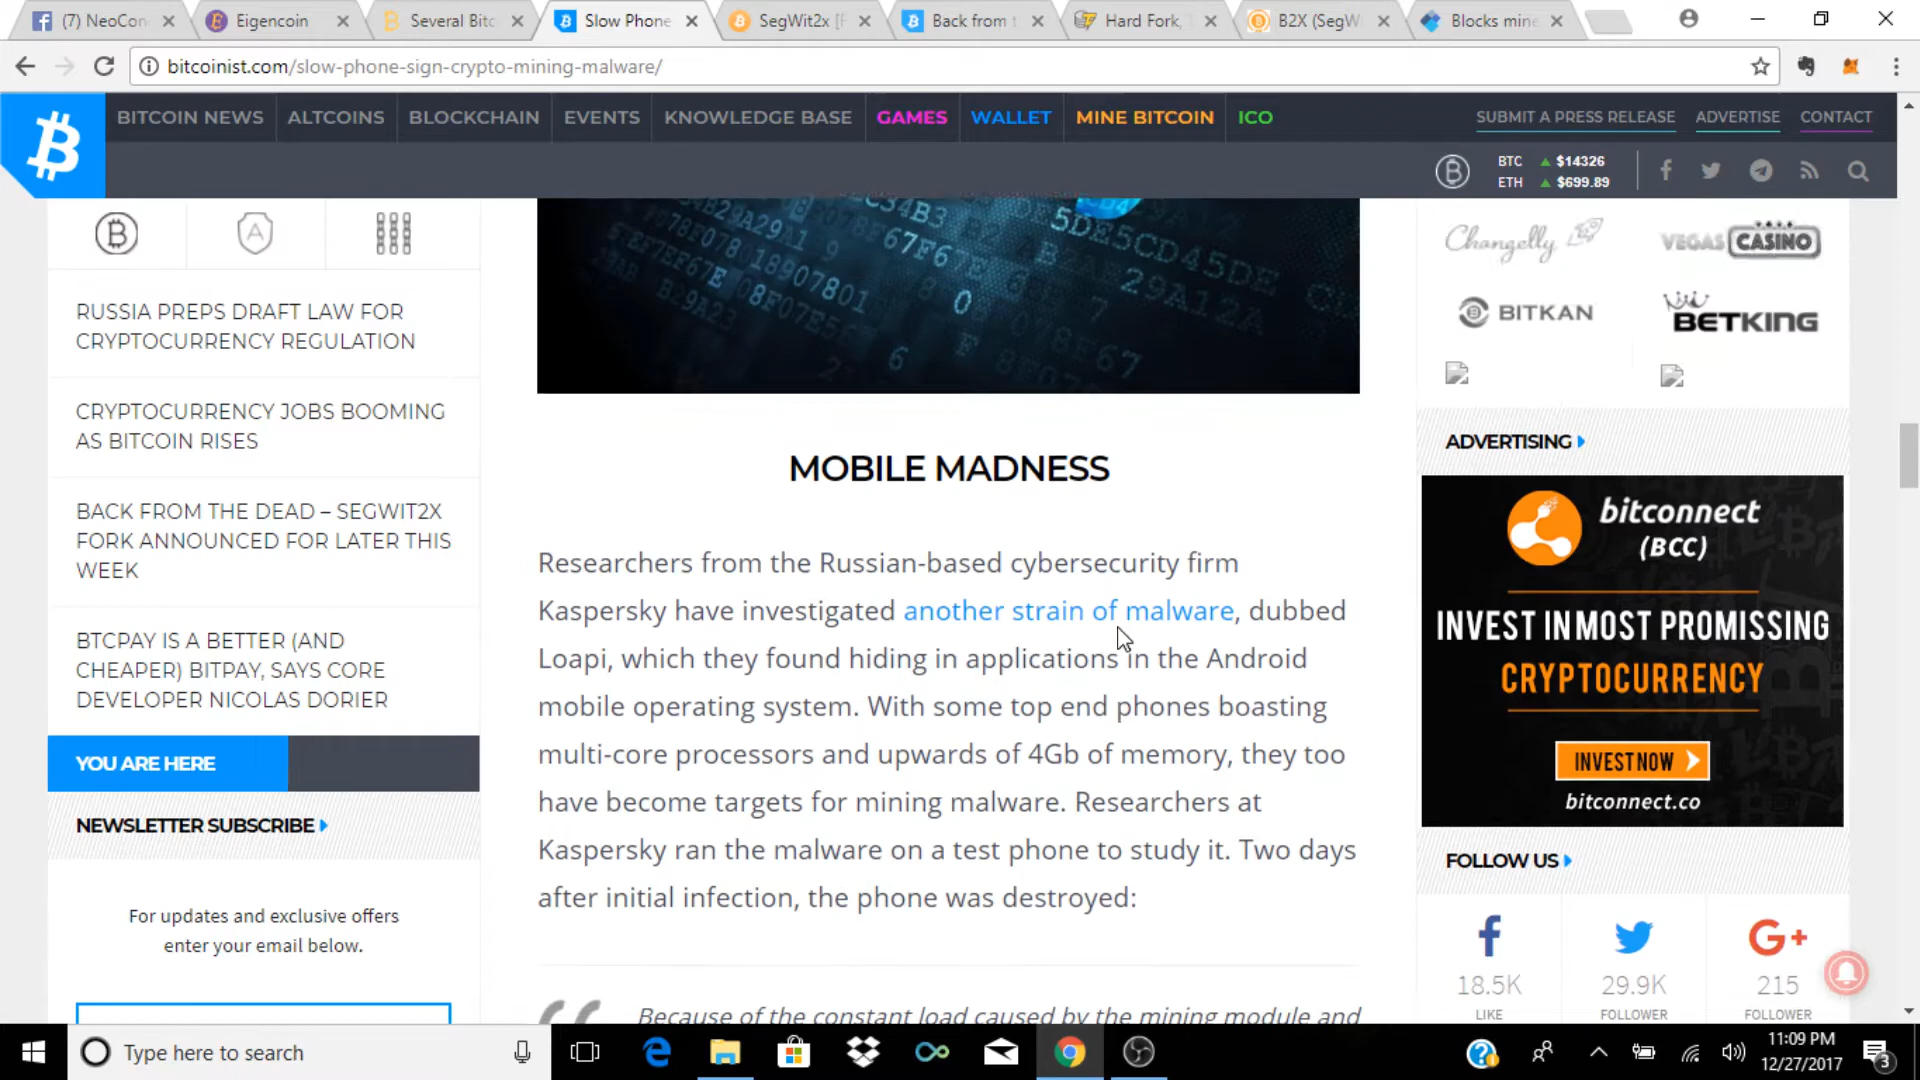 (7) NeoCon
Eigencoin
Several Bitc
Slow Phone
SegWit2x [F
Back from t
Hard Fork,
B2X (SegW
Blocks mine
bitcoinist.com/slow-phone-sign-crypto-mining-malware/
BITCOIN NEWS
ALTCOINS
BLOCKCHAIN
EVENTS
KNOWLEDGE BASE
GAMES
WALLET
MINE BITCOIN
ICO
SUBMIT A PRESS RELEASE
ADVERTISE
CONTACT
BTC ▲ $14326
ETH ▲ $699.89
RUSSIA PREPS DRAFT LAW FOR
CRYPTOCURRENCY REGULATION
CRYPTOCURRENCY JOBS BOOMING
AS BITCOIN RISES
BACK FROM THE DEAD – SEGWIT2X
FORK ANNOUNCED FOR LATER THIS
WEEK
BTCPAY IS A BETTER (AND
CHEAPER) BITPAY, SAYS CORE
DEVELOPER NICOLAS DORIER
YOU ARE HERE
NEWSLETTER SUBSCRIBE
For updates and exclusive offers
enter your email below.
5DE5CD45DE
67F67E
29A12A
18907801
MOBILE MADNESS
Researchers from the Russian-based cybersecurity firm
Kaspersky have investigated another strain of malware, dubbed
Loapi, which they found hiding in applications in the Android
mobile operating system. With some top end phones boasting
multi-core processors and upwards of 4Gb of memory, they too
have become targets for mining malware. Researchers at
Kaspersky ran the malware on a test phone to study it. Two days
after initial infection, the phone was destroyed:
Because of the constant load caused by the mining module and
Changelly
VEGAS CASINO
BITKAN
BETKING
ADVERTISING
bitconnect
(BCC)
INVEST IN MOST PROMISSING
CRYPTOCURRENCY
INVEST NOW
bitconnect.co
FOLLOW US
18.5K
LIKE
29.9K
FOLLOWER
G+
215
FOLLOWER
Type here to search
11:09 PM
12/27/2017
3